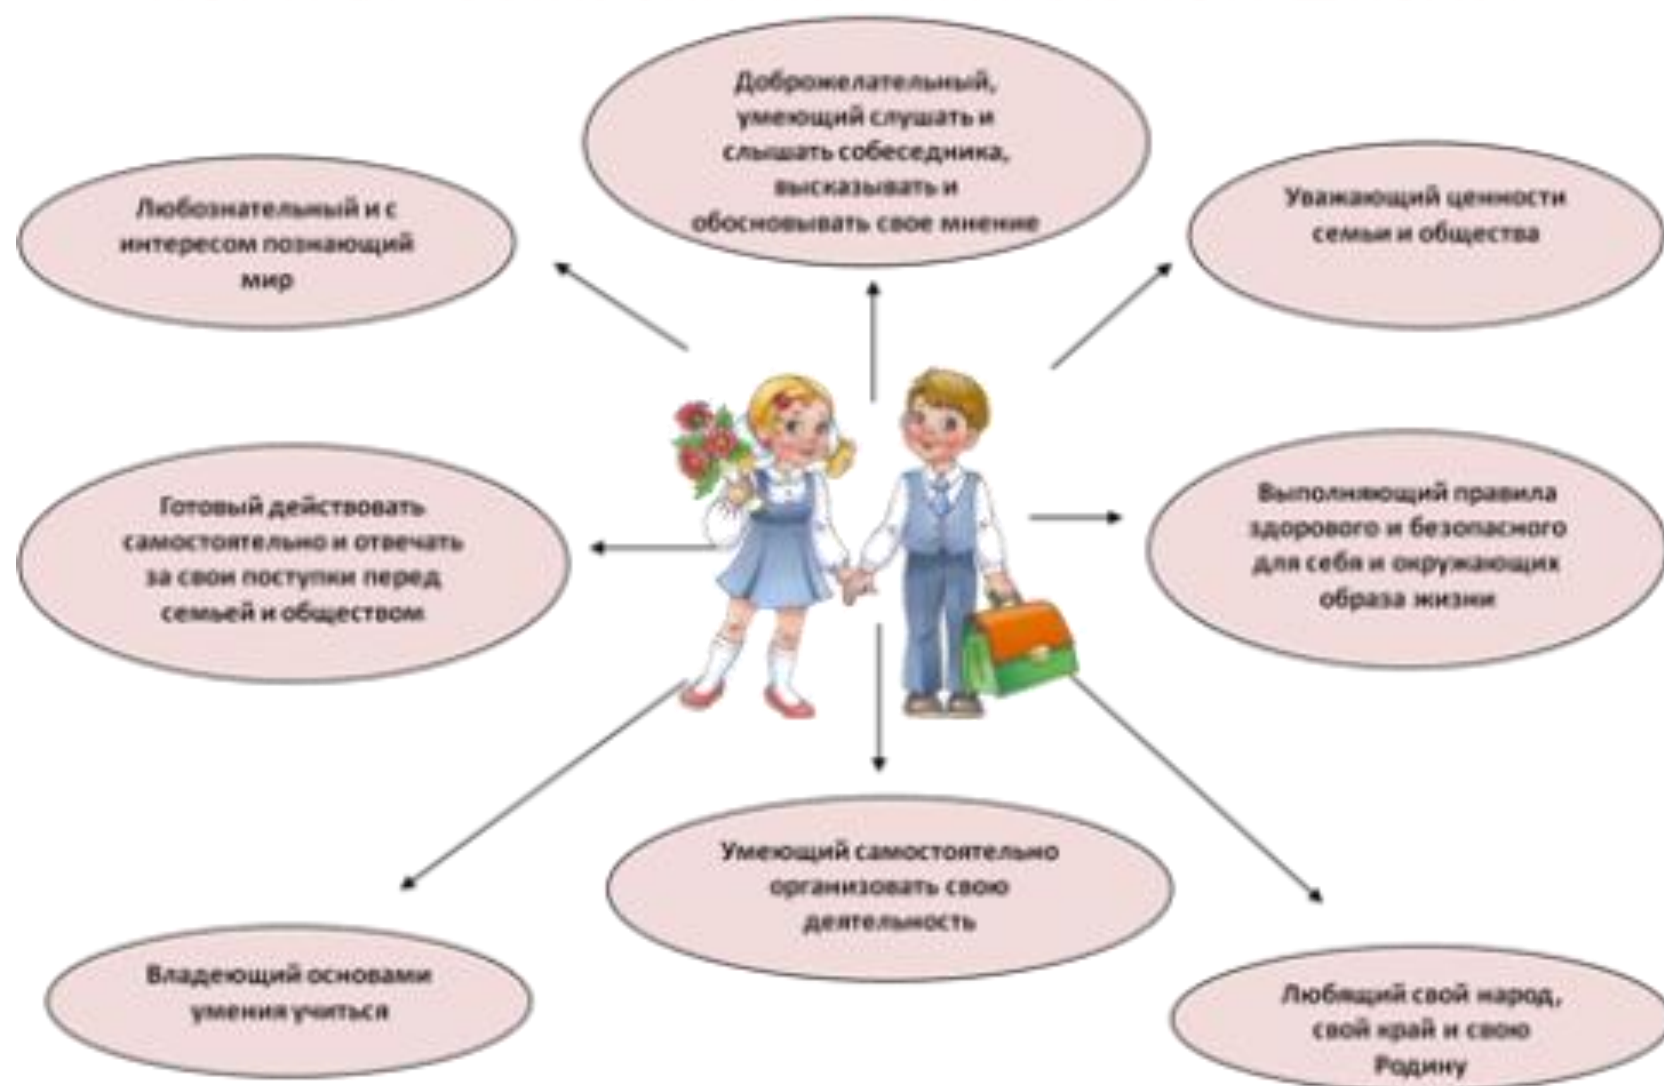 Доброжелательный,
умеющий слушать и
слышать собеседника,
высказывать и
обосновывать свое мнение
Любознательный и с
интересом познающий
мир
Уважающий ценности
семьи и общества
Готовый действовать
самостоятельно и отвечать
за свои поступки перед
семьей и обществом
Выполняющий правила
здорового и безопасного
для себя и окружающих
образа жизни
Умеющий самостоятельно
организовать свою
деятельность
Владеющий основами
умения учиться
Любящий свой народ,
свой край и свою
Родину